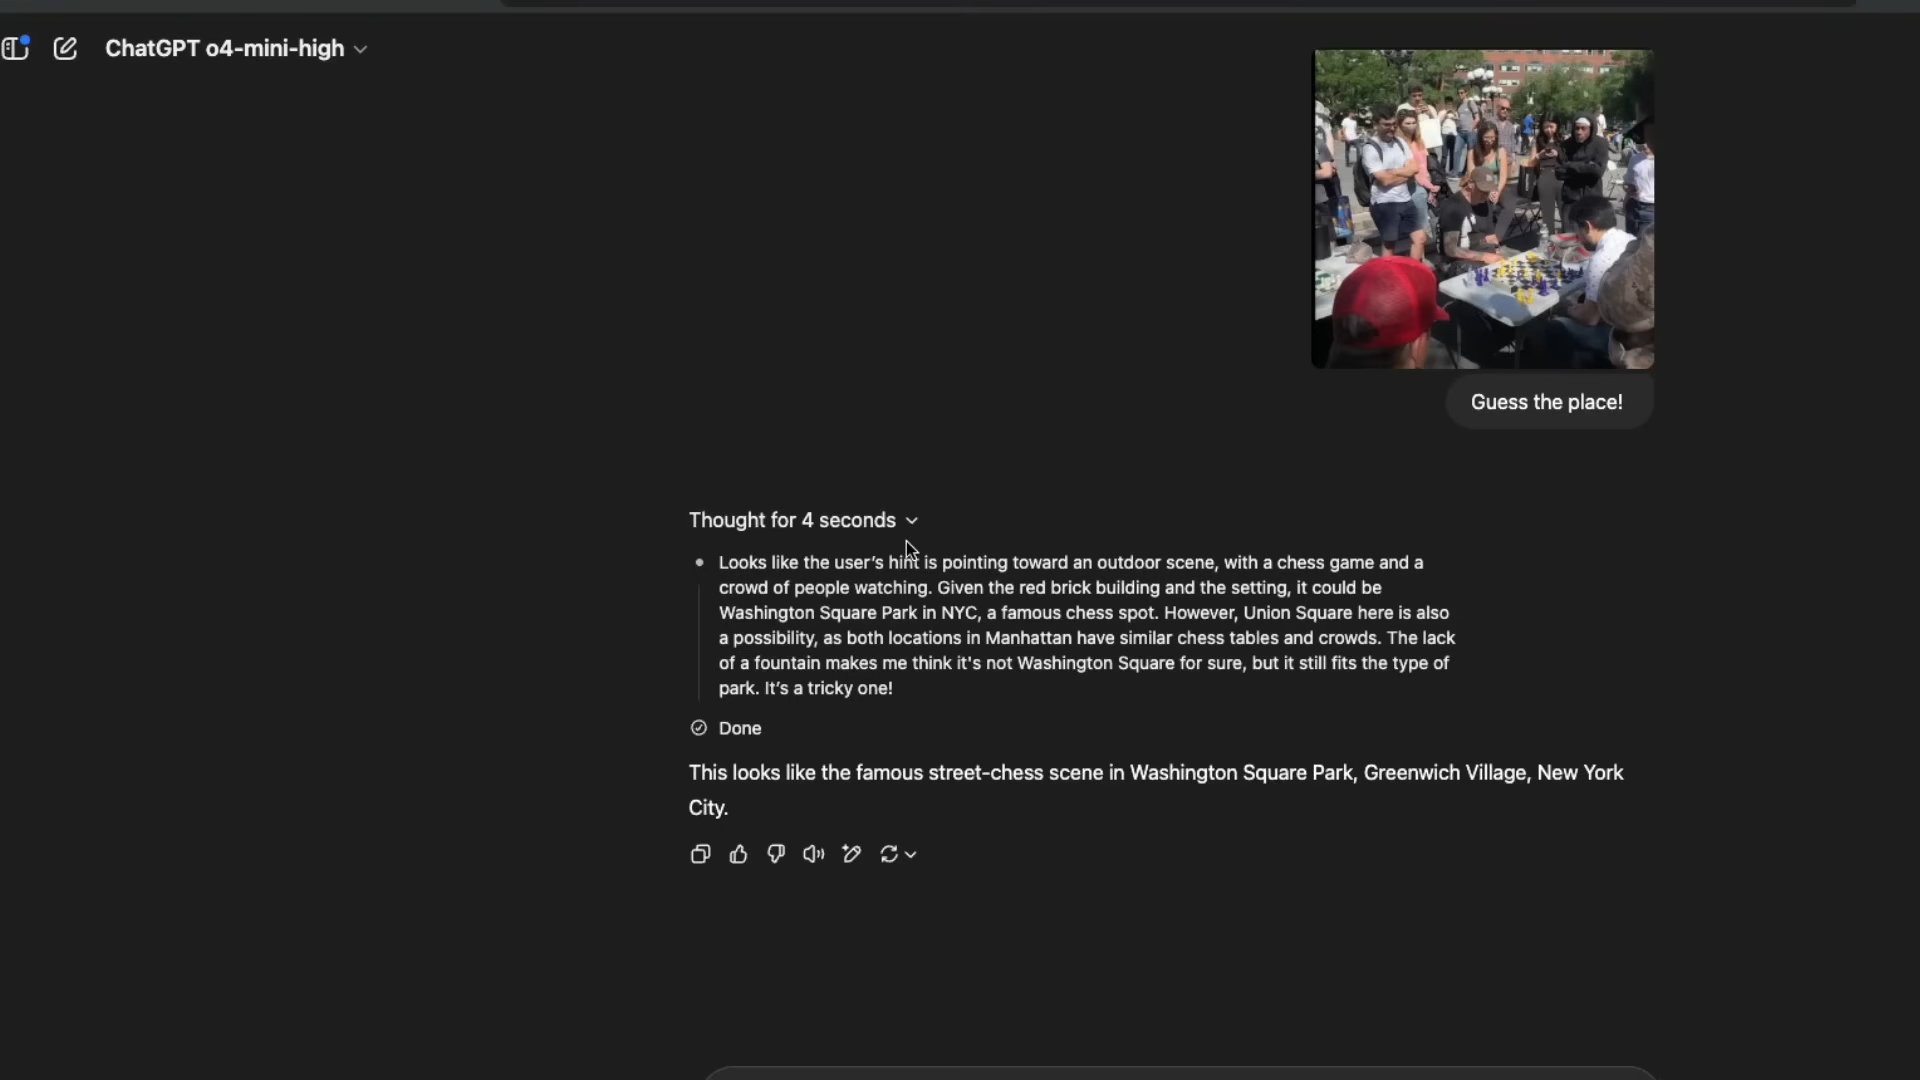 ChatGPT o4-mini-high
Guess the place!
Thought for 4 seconds
Looks like the user's hint is pointing toward an outdoor scene, with a chess game and a
crowd of people watching. Given the red brick building and the setting, it could be
Washington Square Park in NYC, a famous chess spot. However, Union Square here is also
a possibility, as both locations in Manhattan have similar chess tables and crowds. The lack
of a fountain makes me think it's not Washington Square for sure, but it still fits the type of
park. It's a tricky one!
Done
This looks like the famous street-chess scene in Washington Square Park, Greenwich Village, New York
City.